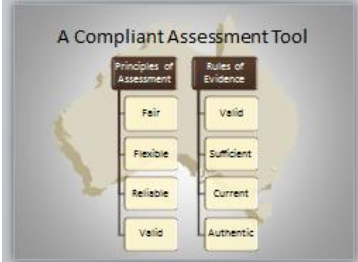 A Compliant Assessment Tool
Principles of
Assessment
Fair
Flexible
Reliable
Valid
Rules of
Evidence
Valid
Sufficient
Current
Authentic